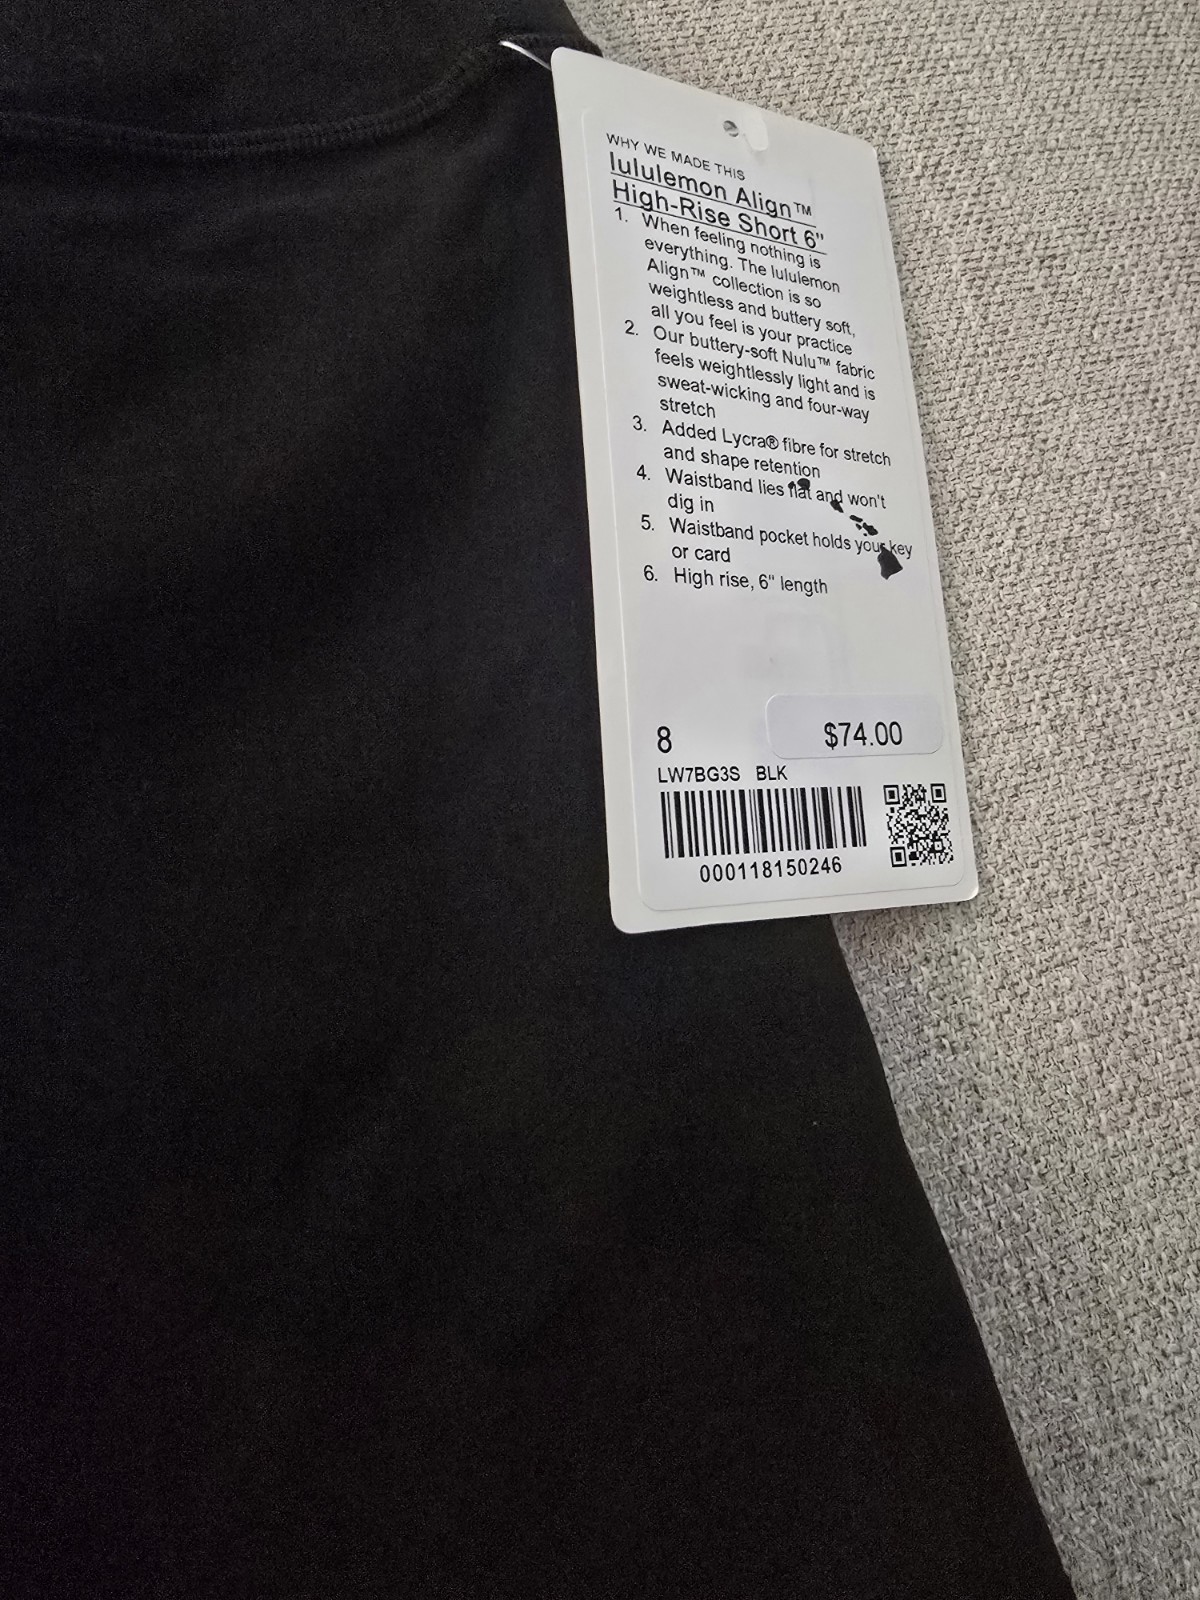 WHY WE MADE THIS
lululemon Align™
High-Rise Short 6"
1. When feeling nothing is
everything. The lululemon
Align™ collection is so
weightless and buttery soft,
all you feel is your practice
2. Our buttery-soft Nulu™ fabric
feels weightlessly light and is
sweat-wicking and four-way
stretch
3. Added Lycra® fibre for stretch
and shape retention
4. Waistband lies flat and won't
dig in
5. Waistband pocket holds your key
or card
6. High rise, 6" length
8 $74.00
LW7BG3S BLK
000118150246